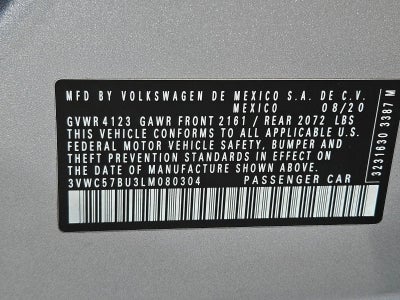 MFD BY VOLKSWAGEN DE MEXICO S.A. DE C.V.
MEXICO 08/20
GVWR 4123 GAWR FRONT 2161 / REAR 2072 LBS
THIS VEHICLE CONFORMS TO ALL APPLICABLE U.S.
FEDERAL MOTOR VEHICLE SAFETY, BUMPER AND
THEFT PREVENTION STANDARDS IN EFFECT ON
THE DATE OF MANUFACTURE SHOWN ABOVE.
3VWC57BU3LM080304 PASSENGER CAR
3231630 3387 M